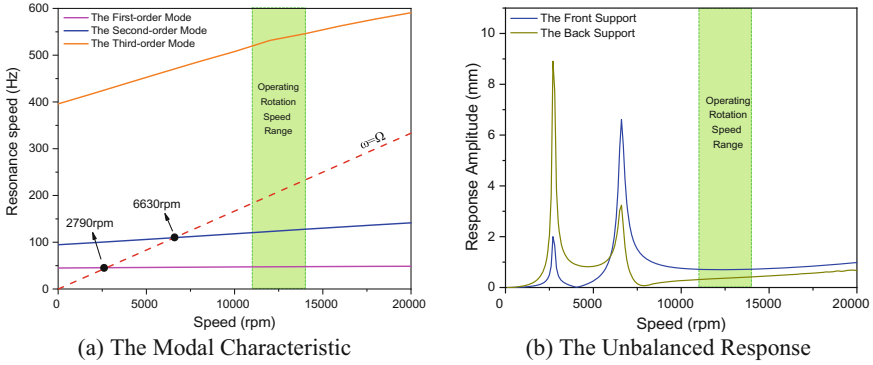 The First-order Mode
The Second-order Mode
The Third-order Mode
600
500
400
300
200
100
0
Resonance speed (Hz)
Operating
Rotation
Speed
Range
ω=Ω
6630rpm
2790rpm
0
5000
10000
15000
20000
Speed (rpm)
(a) The Modal Characteristic
The Front Support
The Back Support
10
8
6
4
2
0
Response Amplitude (mm)
Operating
Rotation
Speed
Range
0
5000
10000
15000
20000
Speed (rpm)
(b) The Unbalanced Response